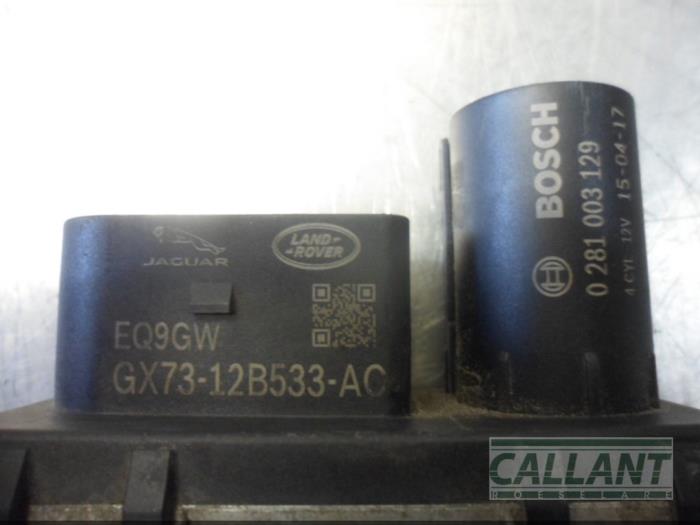 JAGUAR
LAND-
-ROVER
EQ9GW
GX73-12B533-AC
BOSCH
0 281 003 129
4 CYL 12V 15-04-17
CALLANT
ROESELARE